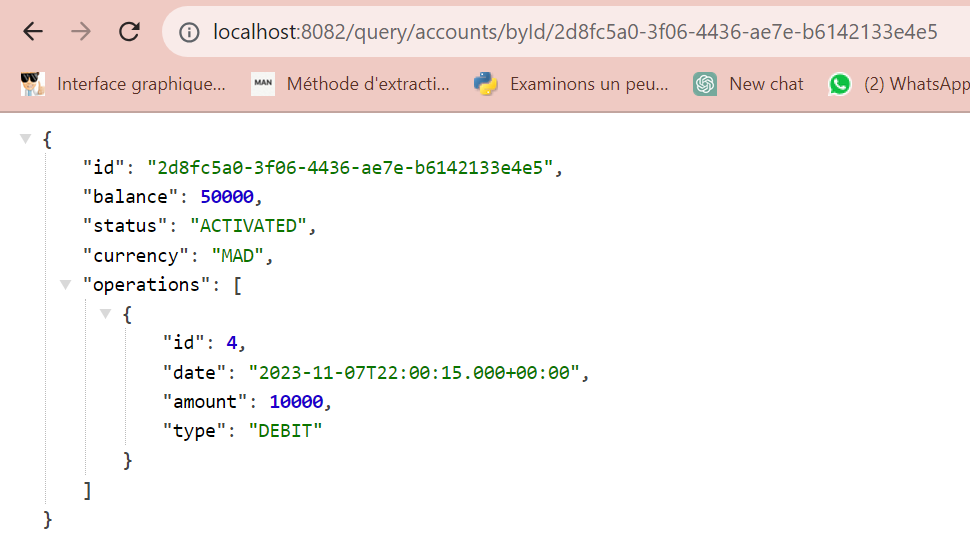 localhost:8082/query/accounts/byId/2d8fc5a0-3f06-4436-ae7e-b6142133e4e5
Interface graphique... MAN Méthode d'extracti... Examinons un peu... New chat (2) WhatsApp
{
"id": "2d8fc5a0-3f06-4436-ae7e-b6142133e4e5",
"balance": 50000,
"status": "ACTIVATED",
"currency": "MAD",
"operations": [
{
"id": 4,
"date": "2023-11-07T22:00:15.000+00:00",
"amount": 10000,
"type": "DEBIT"
}
]
}